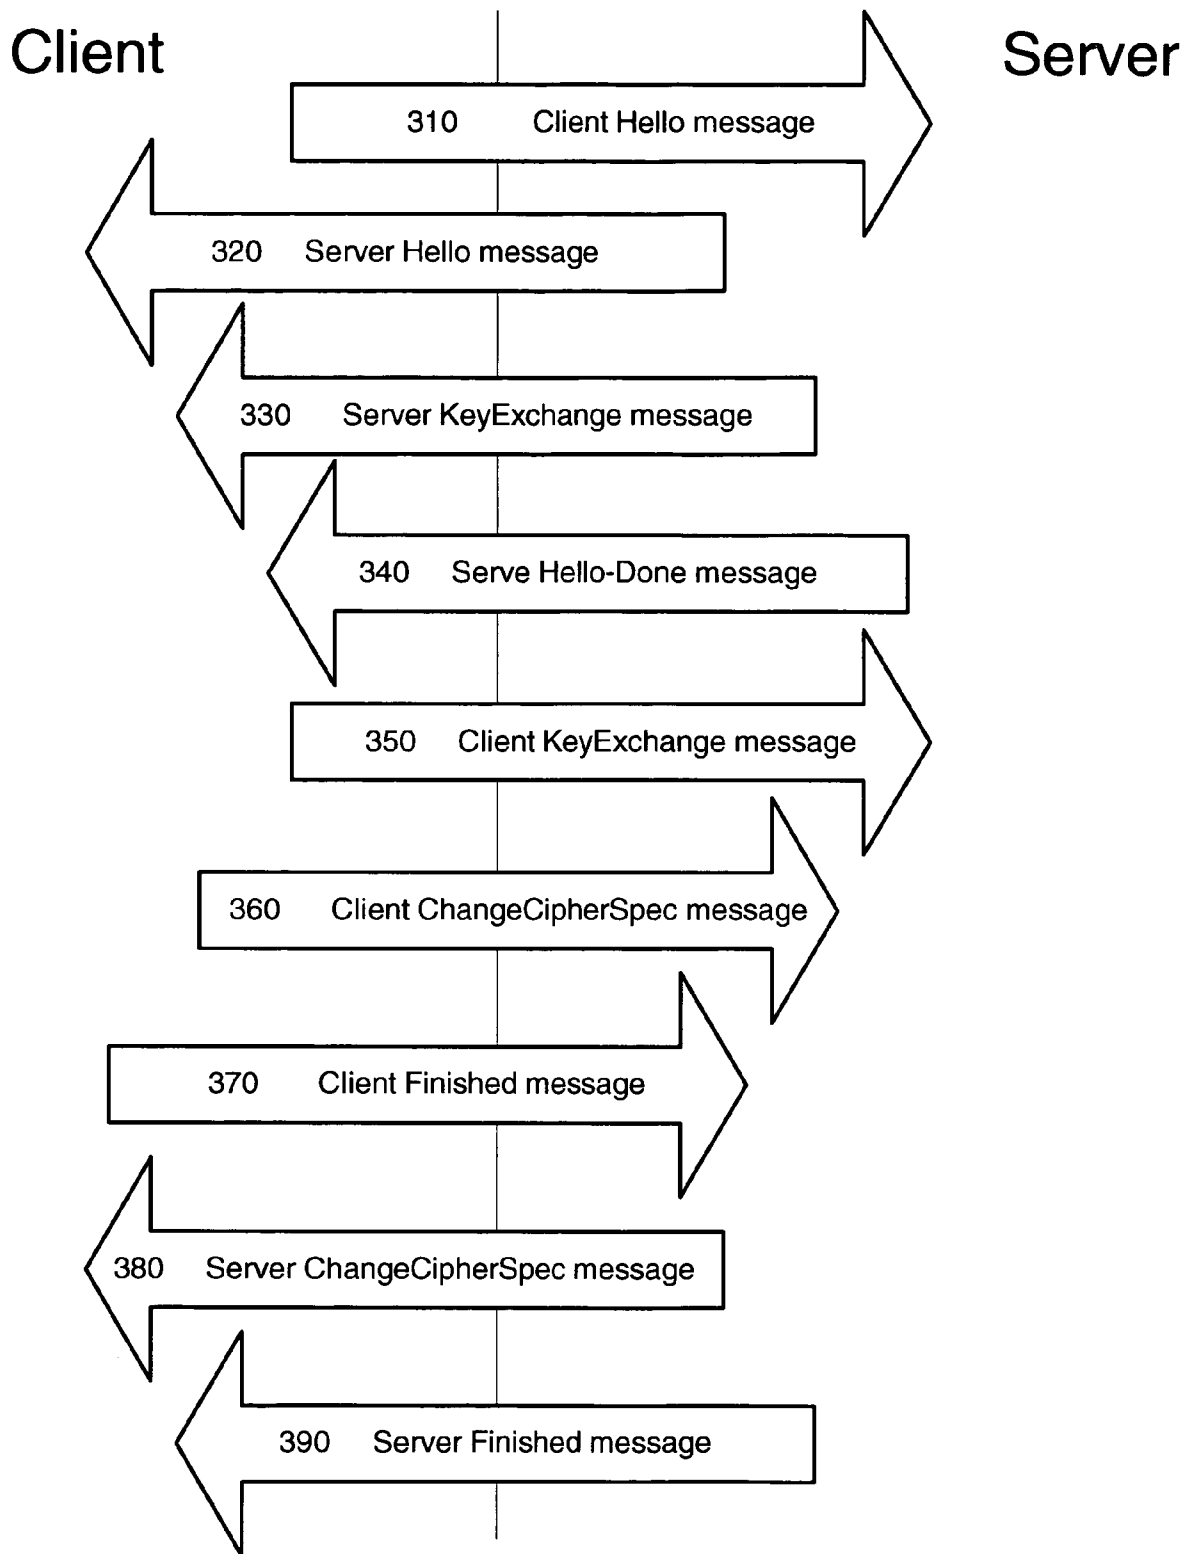 Client
Server
310 Client Hello message
320 Server Hello message
330 Server KeyExchange message
340 Serve Hello-Done message
350 Client KeyExchange message
360 Client ChangeCipherSpec message
370 Client Finished message
380 Server ChangeCipherSpec message
390 Server Finished message